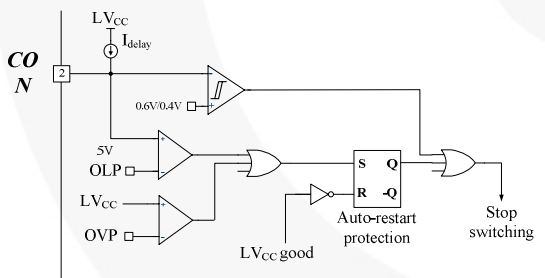 LVCC
Idelay
CO
N
2
0.6V/0.4V
-
+
5V
OLP
+
-
LVCC
OVP
+
-
S Q
R -Q
LVCC good
Auto-restart
protection
Stop
switching